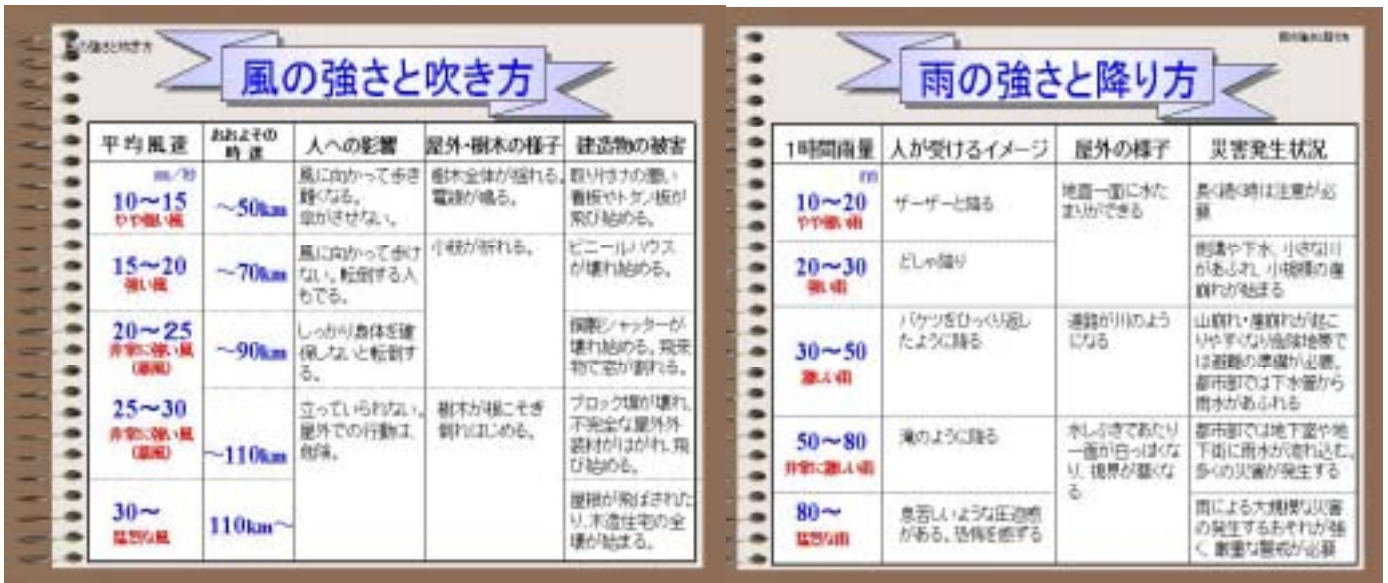 風の強さと吹き方
風の強さと吹き方
平均風速
おおよその
時速
人への影響
屋外・樹木の様子
建造物の被害
m/秒
10～15
やや強い風
～50km
風に向かって歩き
難くなる。
傘がさせない。
樹木全体が揺れる。
電線が鳴る。
取り付けの悪い
看板やトタン板が
飛び始める。
15～20
強い風
～70km
風に向かって歩け
ない。転倒する人
もでる。
小枝が折れる。
ビニールハウス
が壊れ始める。
20～25
非常に強い風
(暴風)
～90km
しっかり身体を確
保しないと転倒す
る。
鋼製シャッターが
壊れ始める。飛来
物で窓が割れる。
25～30
非常に強い風
(暴風)
～110km
立っていられない。
屋外での行動は、
危険。
樹木が根こそぎ
倒れはじめる。
ブロック塀が壊れ、
不完全な屋外外
装材がはがれ、飛
び始める。
30～
猛烈な風
110km～
屋根が飛ばされた
り、木造住宅の全
壊が始まる。
雨の強さと降り方
雨の強さと降り方
1時間雨量
人が受けるイメージ
屋外の様子
災害発生状況
10～20
やや強い雨
ザーザーと降る
地面一面に水た
まりができる
長く続く時は注意が必
要
20～30
強い雨
どしゃ降り
側溝や下水、小さな川
があふれ、小規模の崖
崩れが始まる
30～50
激しい雨
バケツをひっくり返し
たように降る
道路が川のよう
になる
山崩れ・崖崩れが起こ
りやすくなり危険地帯で
は避難の準備が必要。
都市部では下水管から
雨水があふれる
50～80
非常に激しい雨
滝のように降る
水しぶきであたり
一面が白っぽくな
り、視界が悪くな
る
都市部では地下室や地
下街に雨水が流れ込む。
多くの災害が発生する
80～
猛烈な雨
息苦しいような圧迫感
がある。恐怖を感ずる
雨による大規模な災害
の発生するおそれが強
く、厳重な警戒が必要